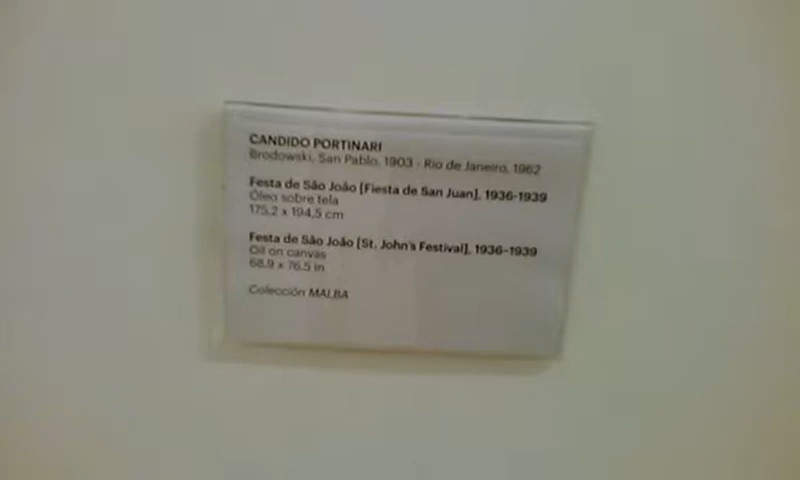 CANDIDO PORTINARI
Brodowski, San Pablo, 1903 - Rio de Janeiro, 1962
Festa de São João [Fiesta de San Juan], 1936-1939
Óleo sobre tela
175,2 x 194,5 cm
Festa de São João [St. John's Festival], 1936-1939
Oil on canvas
68.9 x 76.5 in
Colección MALBA